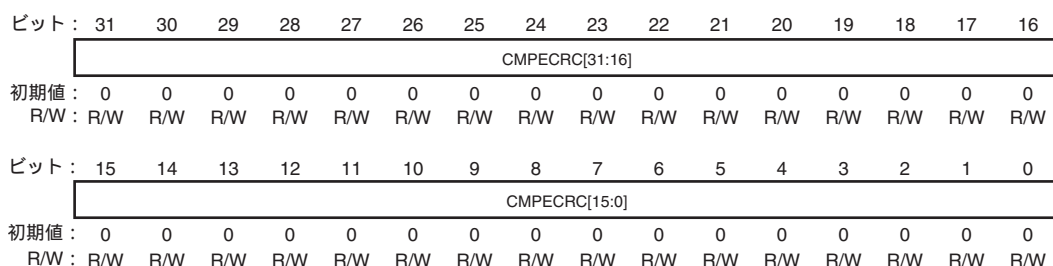 ビット： 31 30 29 28 27 26 25 24 23 22 21 20 19 18 17 16
CMPECRC[31:16]
初期値： 0 0 0 0 0 0 0 0 0 0 0 0 0 0 0 0
R/W： R/W R/W R/W R/W R/W R/W R/W R/W R/W R/W R/W R/W R/W R/W R/W R/W
ビット： 15 14 13 12 11 10 9 8 7 6 5 4 3 2 1 0
CMPECRC[15:0]
初期値： 0 0 0 0 0 0 0 0 0 0 0 0 0 0 0 0
R/W： R/W R/W R/W R/W R/W R/W R/W R/W R/W R/W R/W R/W R/W R/W R/W R/W